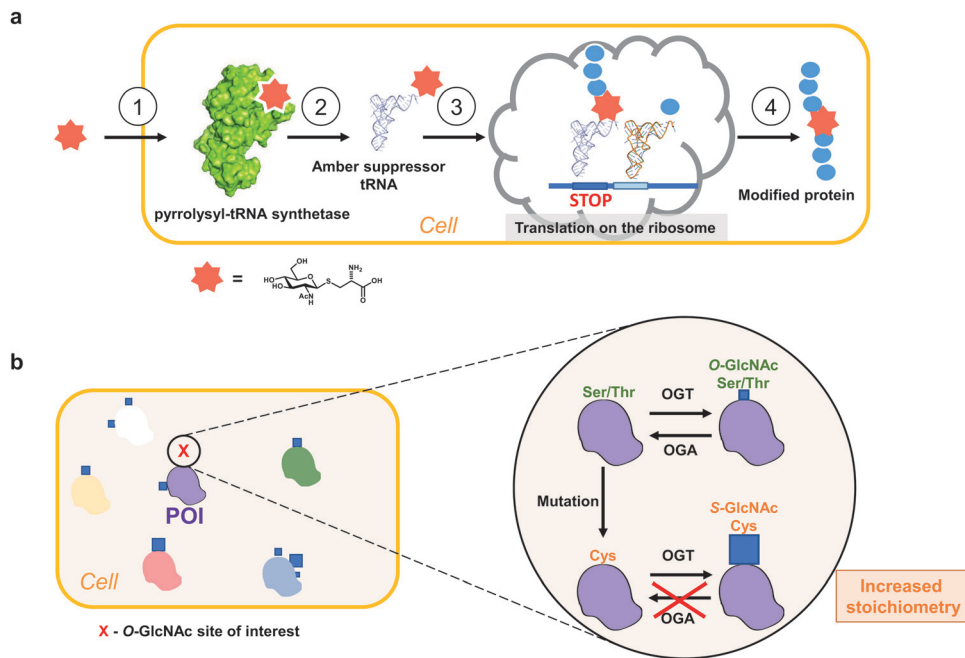 a
1
2
3
4
pyrrolysyl-tRNA synthetase
Amber suppressor
tRNA
STOP
Translation on the ribosome
Modified protein
Cell
=
OH
HO
HO
O
AcN
H
S
NH₂
OH
O
b
X
POI
Cell
X - O-GlcNAc site of interest
Ser/Thr
OGT
OGA
O-GlcNAc
Ser/Thr
Mutation
Cys
OGT
OGA
S-GlcNAc
Cys
Increased
stoichiometry